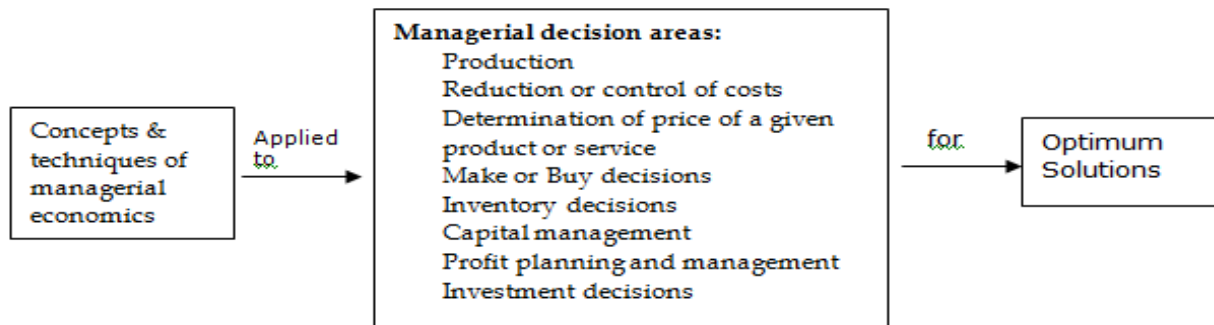 Concepts &
techniques of
managerial
economics
Applied
to
Managerial decision areas:
Production
Reduction or control of costs
Determination of price of a given
product or service
Make or Buy decisions
Inventory decisions
Capital management
Profit planning and management
Investment decisions
for
Optimum
Solutions